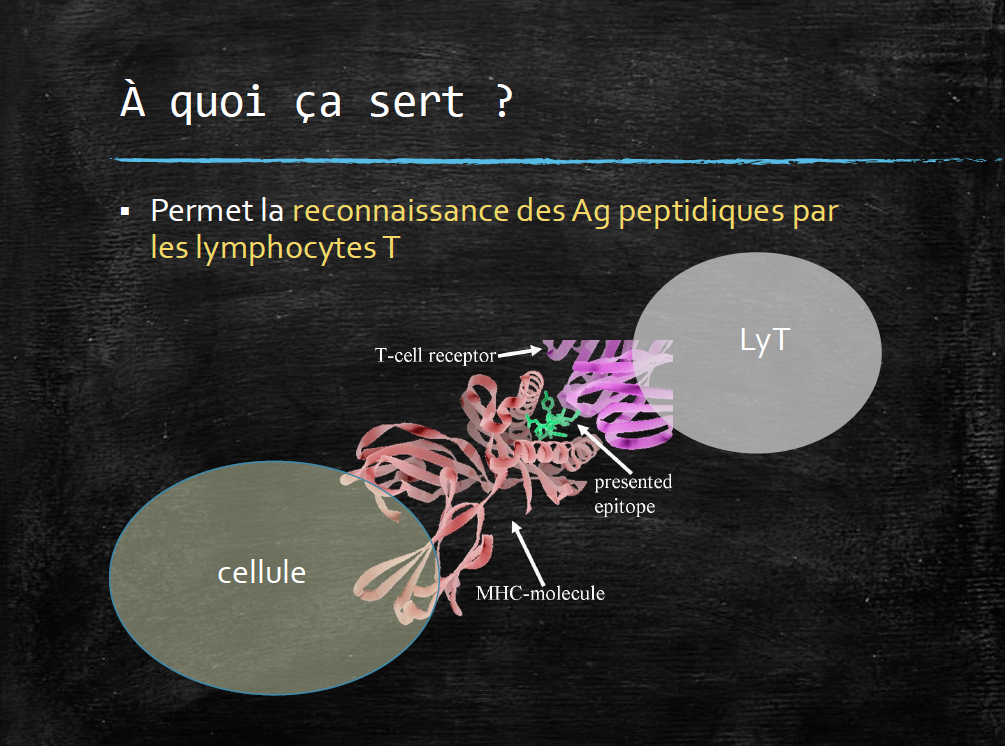 À quoi ça sert ?
▪ Permet la reconnaissance des Ag peptidiques par
les lymphocytes T
LyT
T-cell receptor
presented
epitope
cellule
MHC-molecule